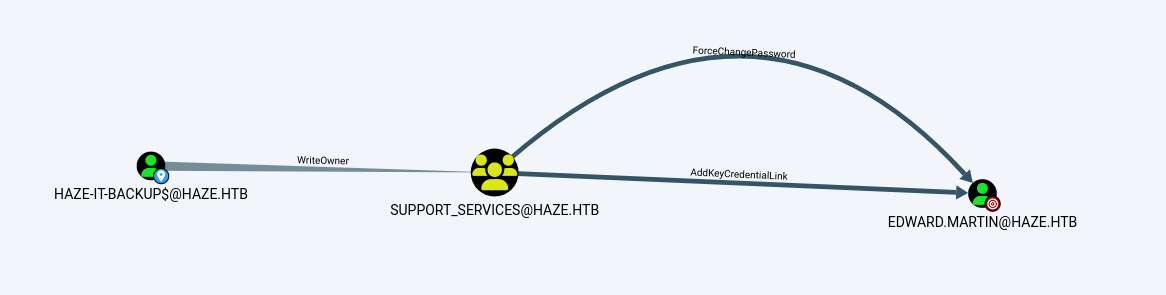 ForceChangePassword
WriteOwner
AddKeyCredentialLink
HAZE-IT-BACKUP$@HAZE.HTB
SUPPORT_SERVICES@HAZE.HTB
EDWARD.MARTIN@HAZE.HTB